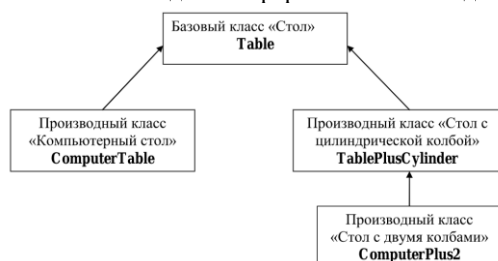 Базовый класс «Стол»
Table
Производный класс
«Компьютерный стол»
ComputerTable
Производный класс «Стол с
цилиндрической колбой»
TablePlusCylinder
Производный класс
«Стол с двумя колбами»
ComputerPlus2